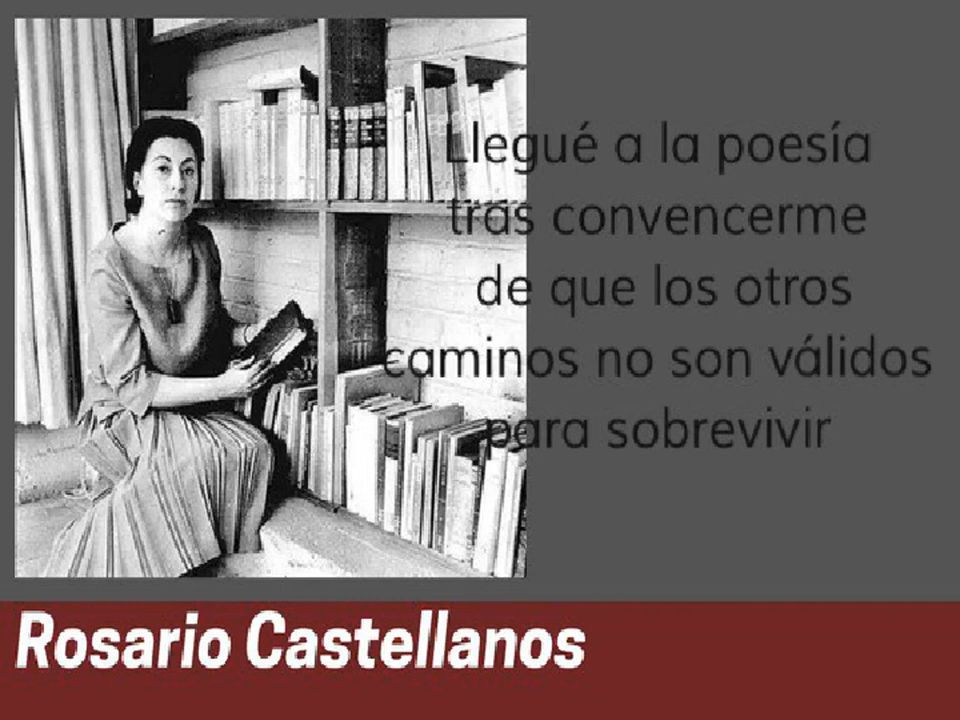 Llegué a la poesía
tras convencerme
de que los otros
caminos no son válidos
para sobrevivir
Rosario Castellanos